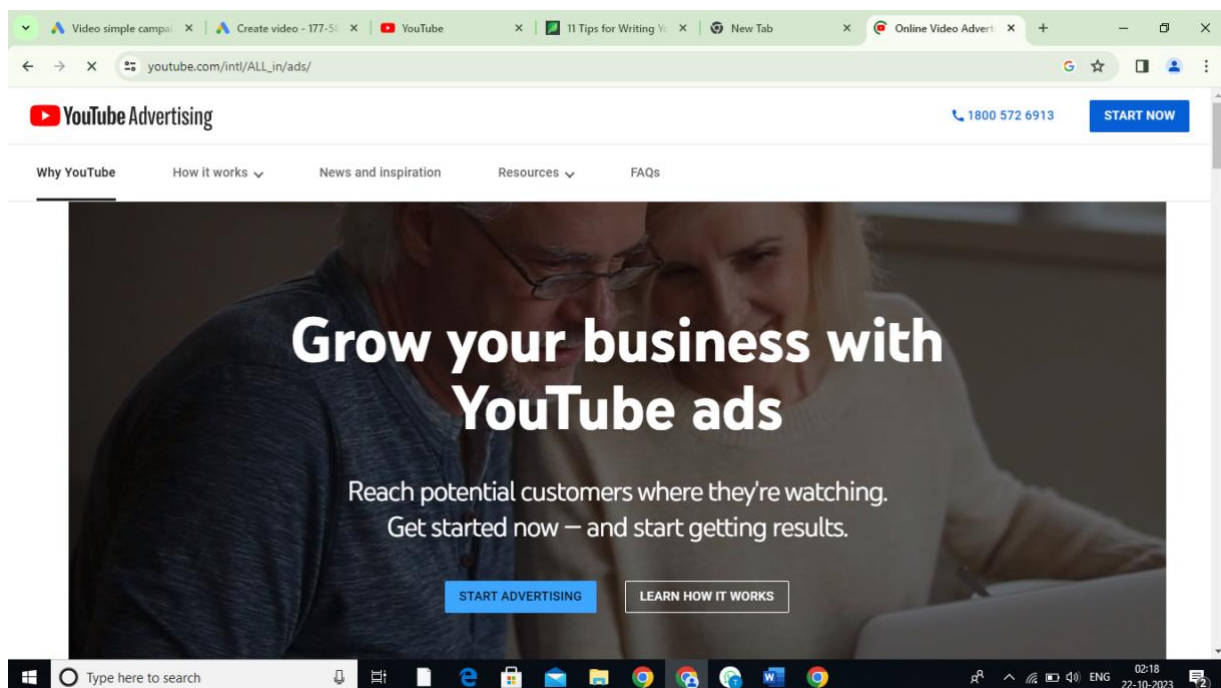 Video simple campai
Create video - 177-5
YouTube
11 Tips for Writing Yo
New Tab
Online Video Advert
youtube.com/intl/ALL_in/ads/
YouTube Advertising
1800 572 6913
START NOW
Why YouTube
How it works
News and inspiration
Resources
FAQs
Grow your business with
YouTube ads
Reach potential customers where they're watching.
Get started now — and start getting results.
START ADVERTISING
LEARN HOW IT WORKS
Type here to search
ENG
02:18
22-10-2023
2